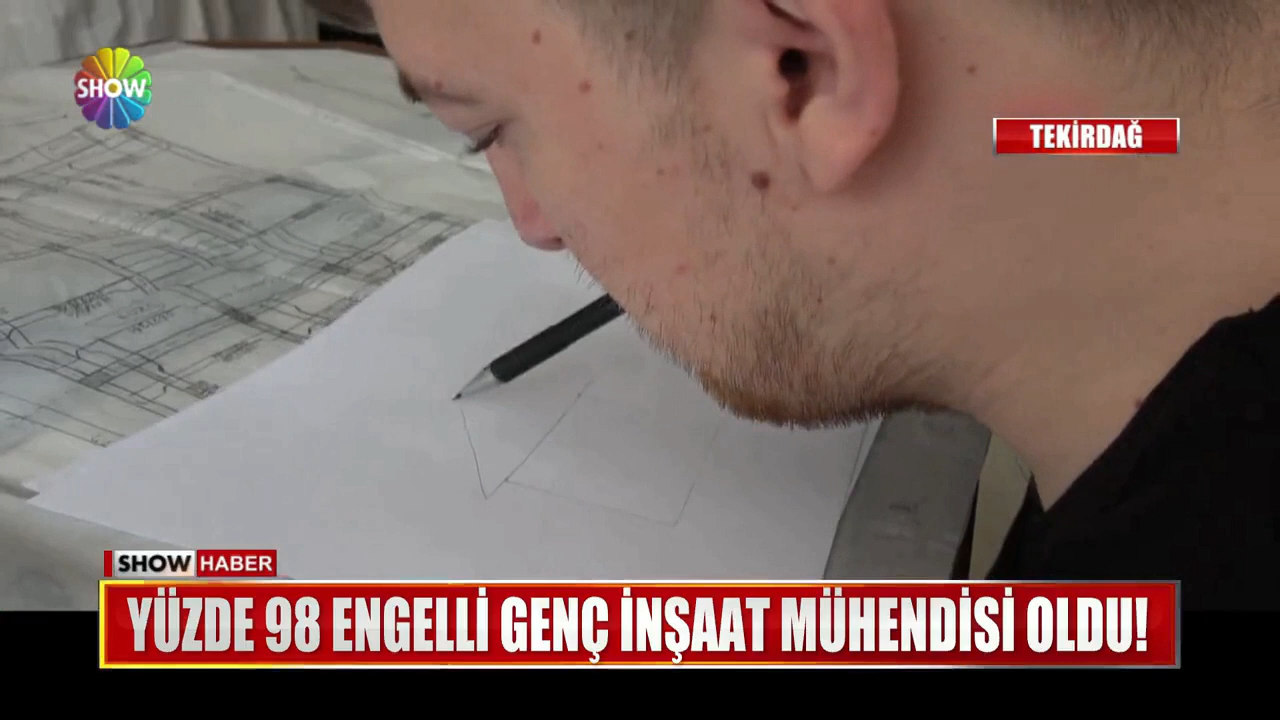 SHOW
TEKİRDAĞ
SHOW HABER
YÜZDE 98 ENGELLİ GENÇ İNŞAAT MÜHENDİSİ OLDU!